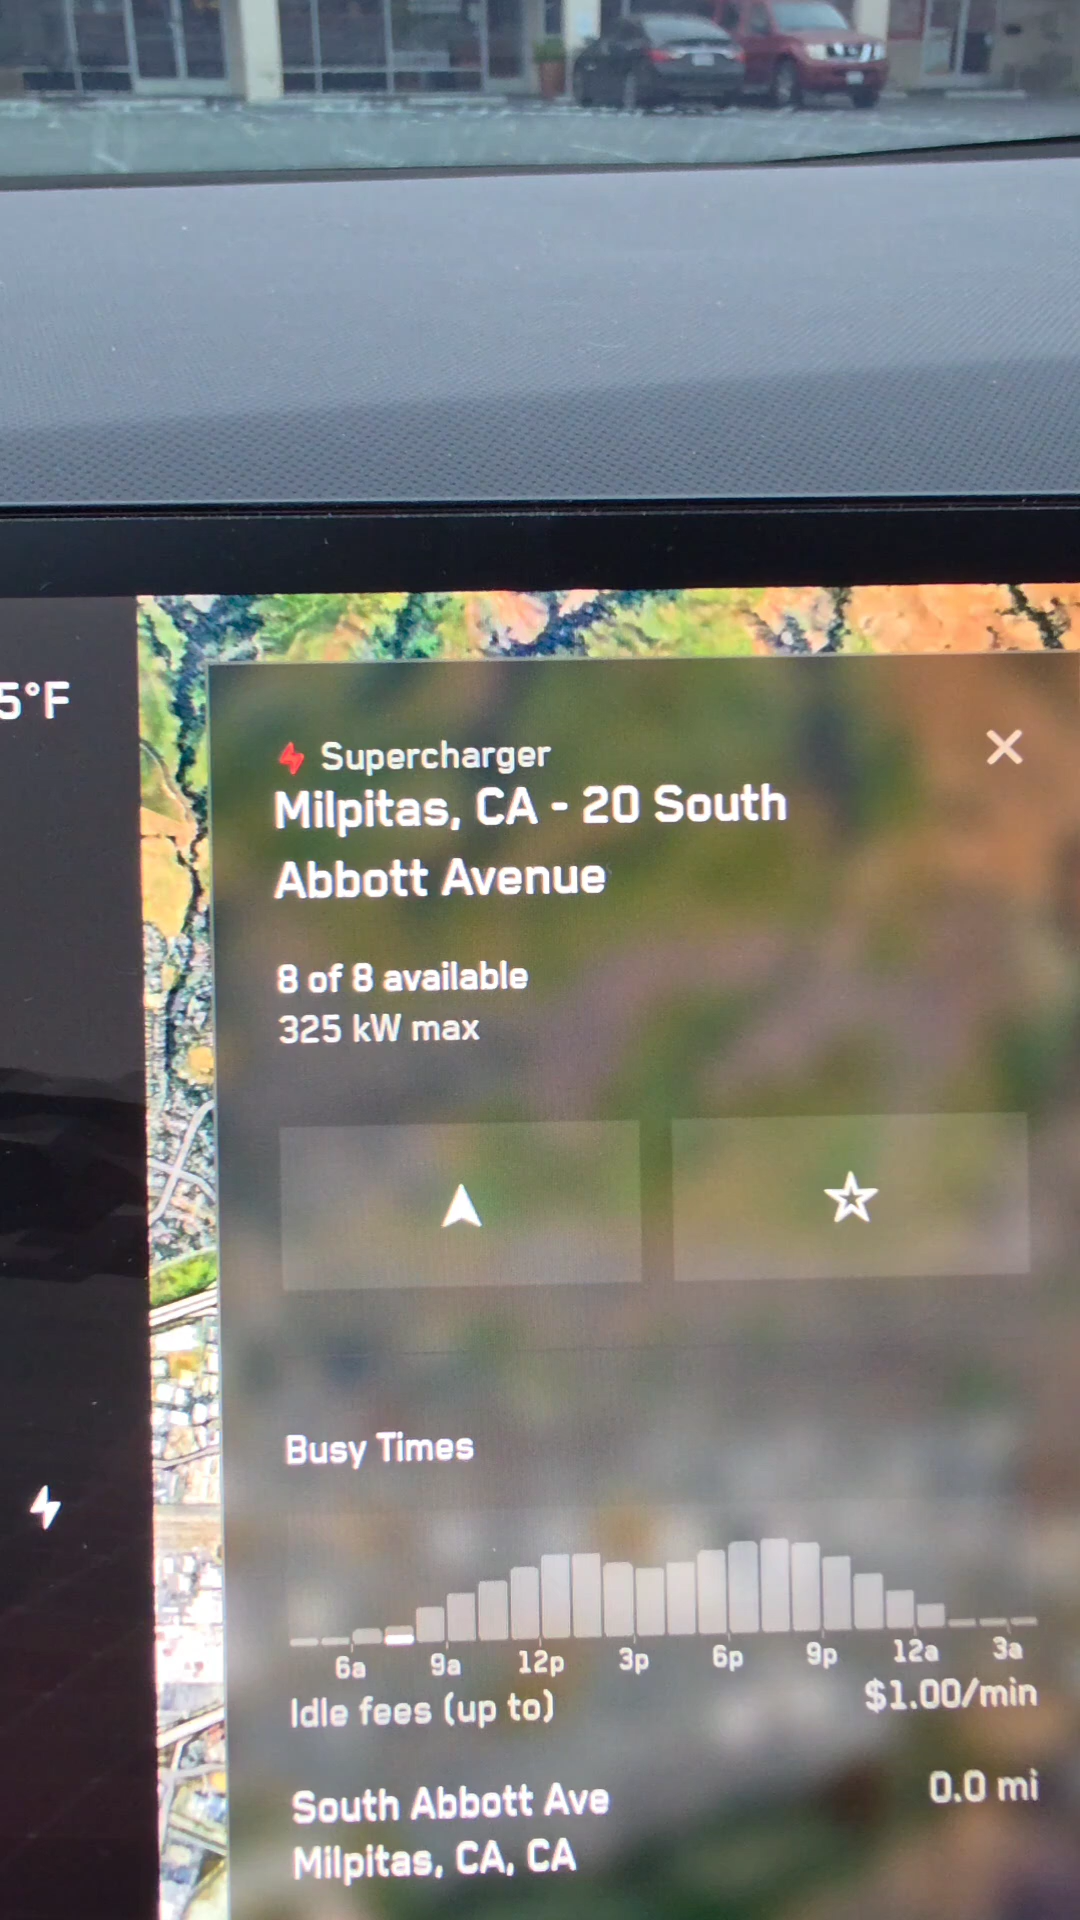 5°F
Supercharger
Milpitas, CA - 20 South
Abbott Avenue
8 of 8 available
325 kW max
Busy Times
6a 9a 12p 3p 6p 9p 12a 3a
Idle fees (up to) $1.00/min
South Abbott Ave 0.0 mi
Milpitas, CA, CA